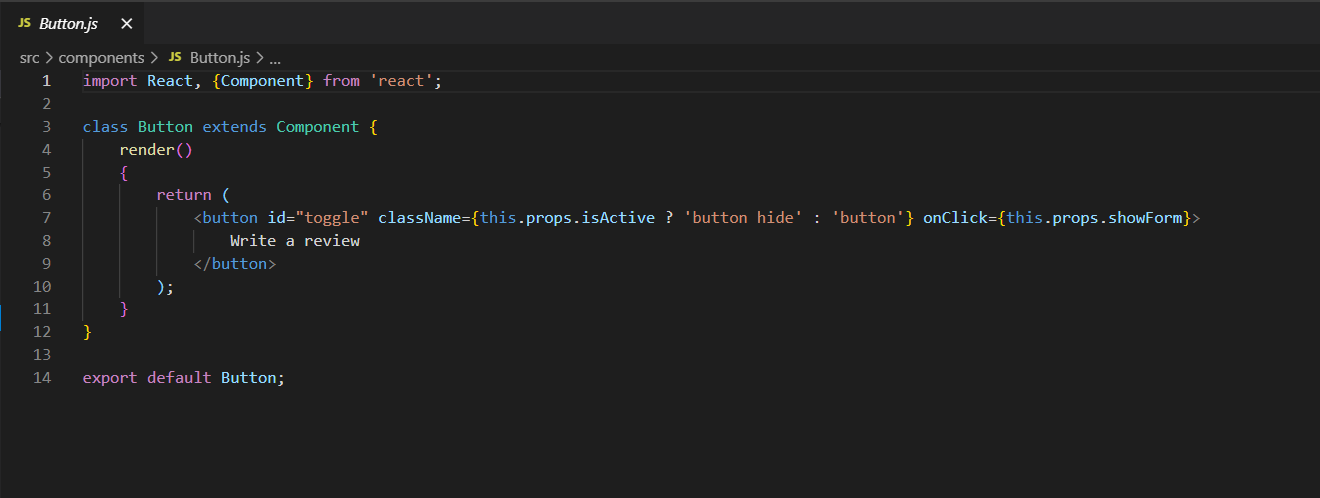 JS Button.js ×
src > components > JS Button.js > ...
1 import React, {Component} from 'react';
2
3 class Button extends Component {
4 render()
5 {
6 return (
7 <button id="toggle" className={this.props.isActive ? 'button hide' : 'button'} onClick={this.props.showForm}>
8 Write a review
9 </button>
10 );
11 }
12 }
13
14 export default Button;